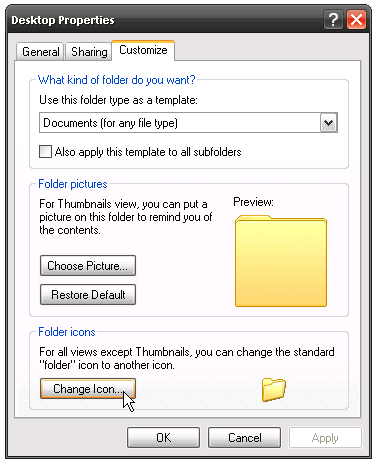 Desktop Properties
General Sharing Customize
What kind of folder do you want?
Use this folder type as a template:
Documents (for any file type)
Also apply this template to all subfolders
Folder pictures
For Thumbnails view, you can put a
picture on this folder to remind you of
the contents.
Preview:
Choose Picture...
Restore Default
Folder icons
For all views except Thumbnails, you can change the standard
"folder" icon to another icon.
Change Icon...
OK Cancel Apply